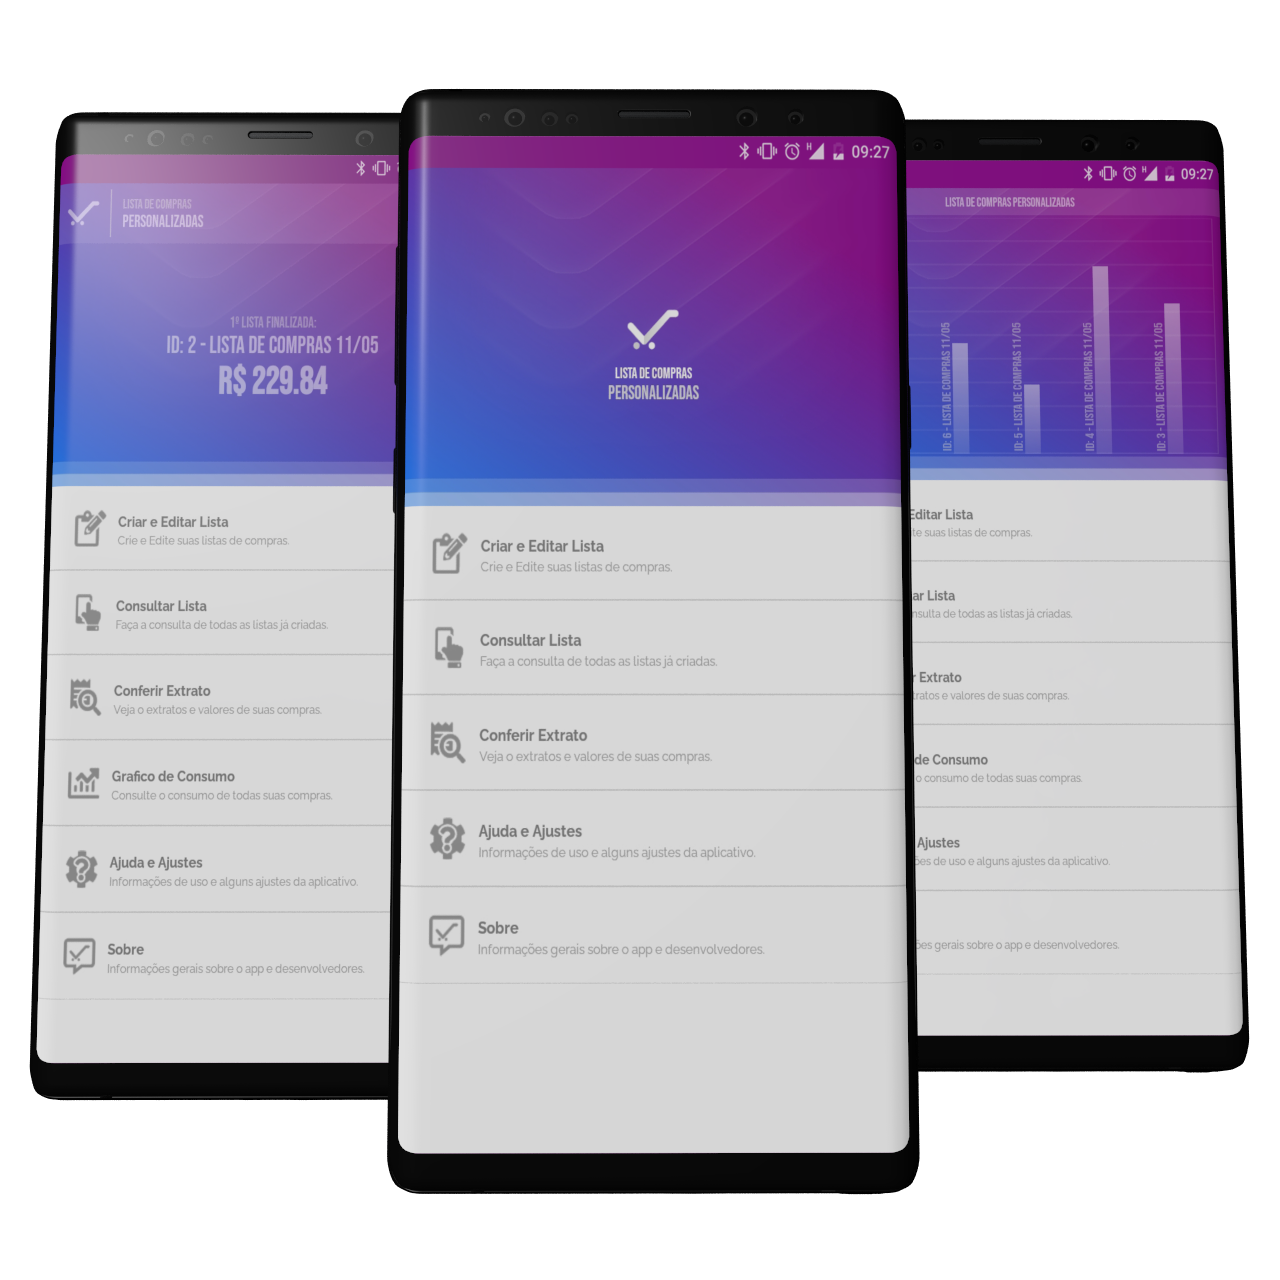 LISTA DE COMPRAS
PERSONALIZADAS
1º LISTA FINALIZADA:
ID: 2 - LISTA DE COMPRAS 11/05
R$ 229.84
Criar e Editar Lista
Crie e Edite suas listas de compras.
Consultar Lista
Faça a consulta de todas as listas já criadas.
Conferir Extrato
Veja o extratos e valores de suas compras.
Grafico de Consumo
Consulte o consumo de todas suas compras.
Ajuda e Ajustes
Informações de uso e alguns ajustes da aplicativo.
Sobre
Informações gerais sobre o app e desenvolvedores.
H 09:27
LISTA DE COMPRAS
PERSONALIZADAS
Criar e Editar Lista
Crie e Edite suas listas de compras.
Consultar Lista
Faça a consulta de todas as listas já criadas.
Conferir Extrato
Veja o extratos e valores de suas compras.
Ajuda e Ajustes
Informações de uso e alguns ajustes da aplicativo.
Sobre
Informações gerais sobre o app e desenvolvedores.
H 09:27
LISTA DE COMPRAS PERSONALIZADAS
ID: 6 - LISTA DE COMPRAS 11/05
ID: 5 - LISTA DE COMPRAS 11/05
ID: 4 - LISTA DE COMPRAS 11/05
ID: 3 - LISTA DE COMPRAS 11/05
Editar Lista
te suas listas de compras.
ar Lista
nsulta de todas as listas já criadas.
r Extrato
tratos e valores de suas compras.
de Consumo
o consumo de todas suas compras.
Ajustes
ões de uso e alguns ajustes da aplicativo.
ões gerais sobre o app e desenvolvedores.